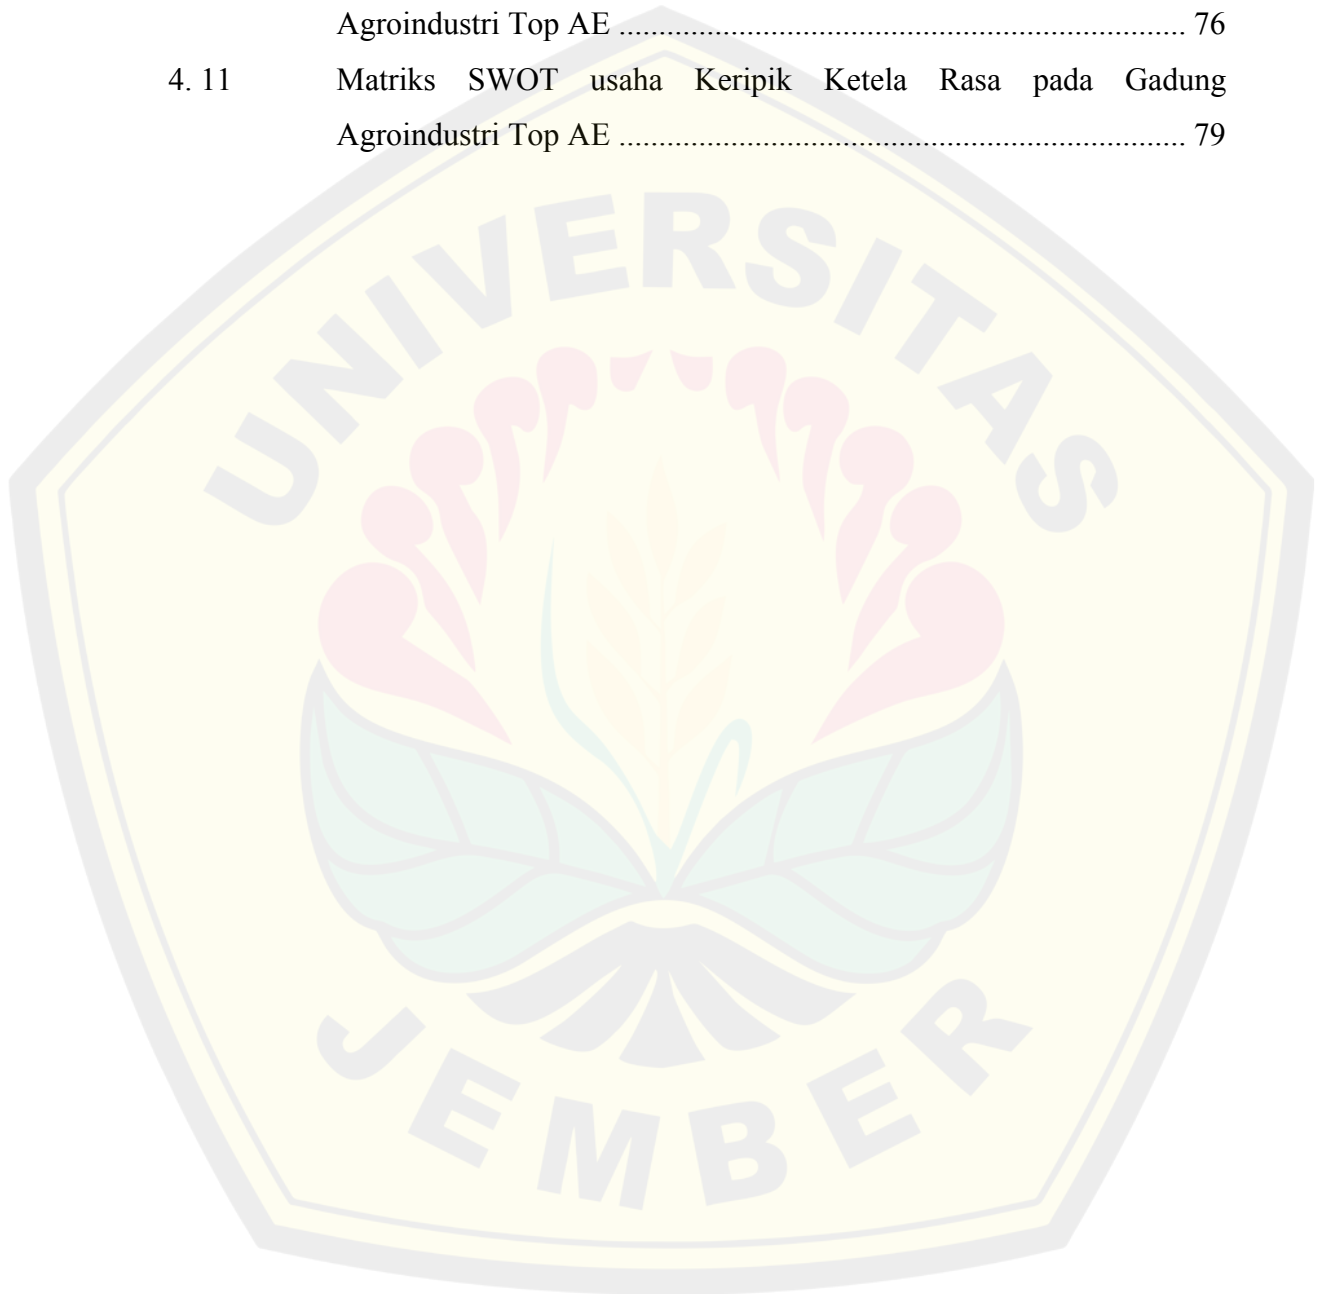 Agroindustri Top AE ..................................................................... 76
4. 11 Matriks SWOT usaha Keripik Ketela Rasa pada Gadung
Agroindustri Top AE ..................................................................... 79
UNIVERSITAS
JEMBER